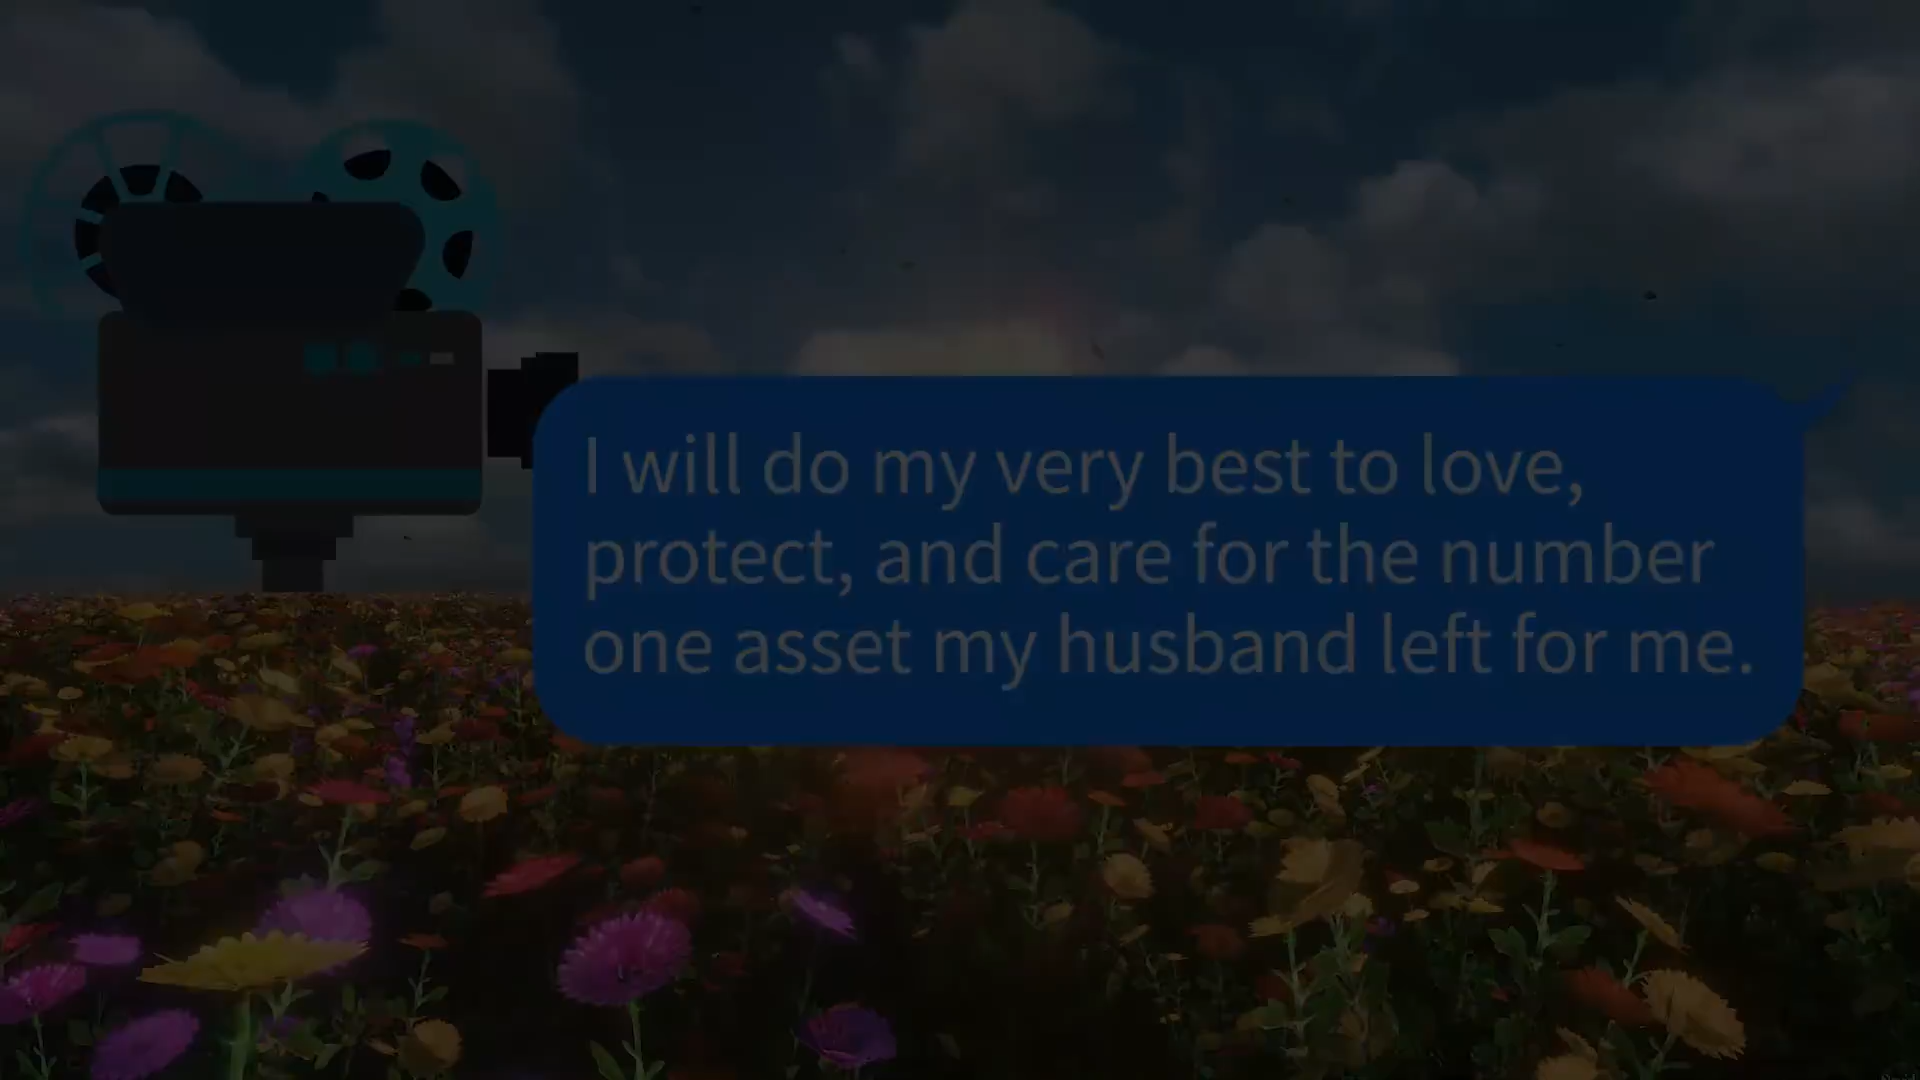 I will do my very best to love,
protect, and care for the number
one asset my husband left for me.